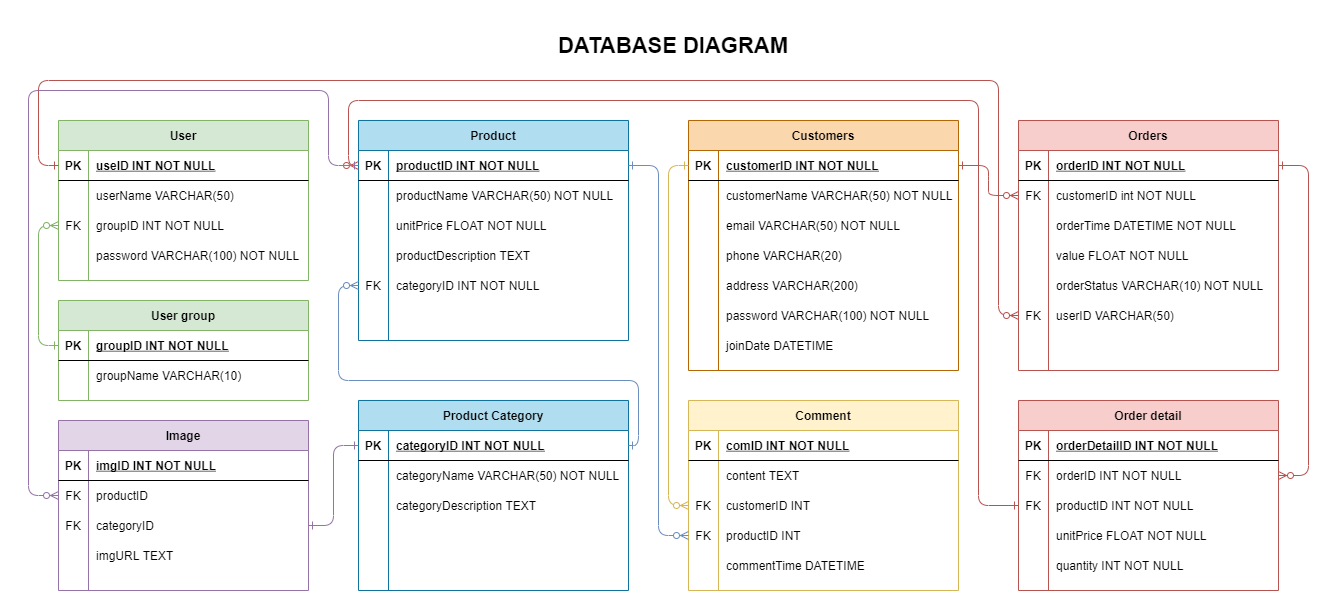 DATABASE DIAGRAM
User
PK useID INT NOT NULL
userName VARCHAR(50)
FK groupID INT NOT NULL
password VARCHAR(100) NOT NULL
User group
PK groupID INT NOT NULL
groupName VARCHAR(10)
Image
PK imgID INT NOT NULL
FK productID
FK categoryID
imgURL TEXT
Product
PK productID INT NOT NULL
productName VARCHAR(50) NOT NULL
unitPrice FLOAT NOT NULL
productDescription TEXT
FK categoryID INT NOT NULL
Product Category
PK categoryID INT NOT NULL
categoryName VARCHAR(50) NOT NULL
categoryDescription TEXT
Customers
PK customerID INT NOT NULL
customerName VARCHAR(50) NOT NULL
email VARCHAR(50) NOT NULL
phone VARCHAR(20)
address VARCHAR(200)
password VARCHAR(100) NOT NULL
joinDate DATETIME
Comment
PK comID INT NOT NULL
content TEXT
FK customerID INT
FK productID INT
commentTime DATETIME
Orders
PK orderID INT NOT NULL
FK customerID int NOT NULL
orderTime DATETIME NOT NULL
value FLOAT NOT NULL
orderStatus VARCHAR(10) NOT NULL
FK userID VARCHAR(50)
Order detail
PK orderDetailID INT NOT NULL
FK orderID INT NOT NULL
FK productID INT NOT NULL
unitPrice FLOAT NOT NULL
quantity INT NOT NULL